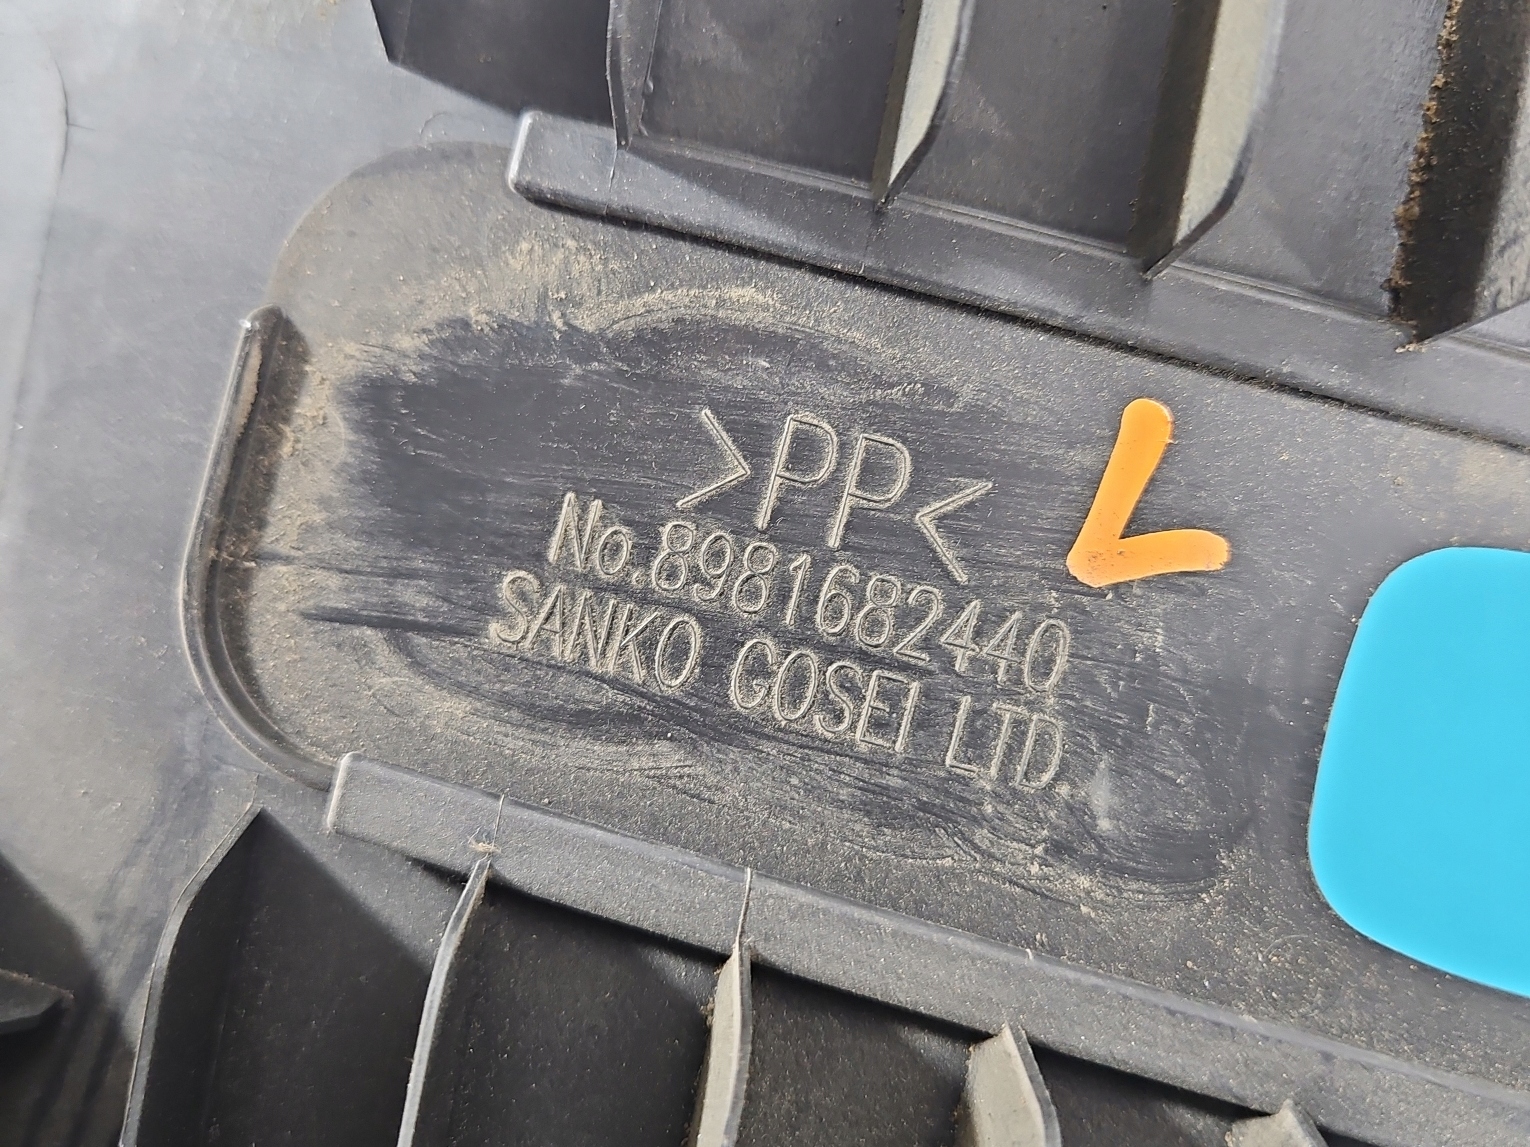 >PP<
No.8981682440
SANKO GOSEI LTD.
L